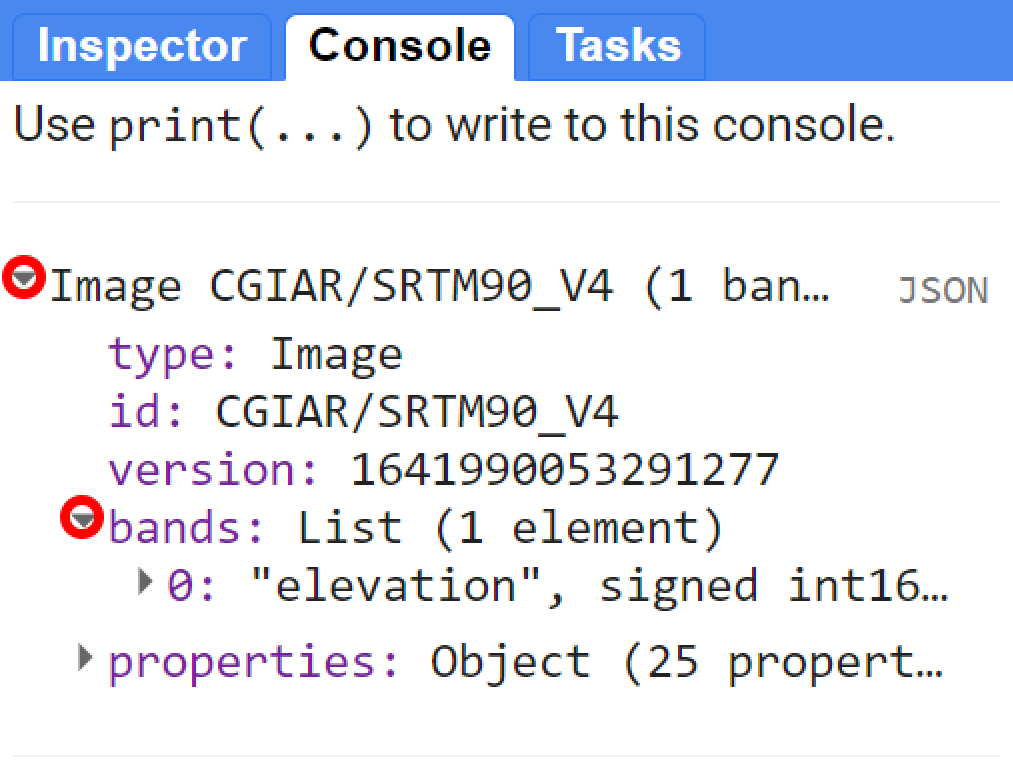 Inspector Console Tasks
Use print(...) to write to this console.
Image CGIAR/SRTM90_V4 (1 ban… JSON
type: Image
id: CGIAR/SRTM90_V4
version: 1641990053291277
bands: List (1 element)
0: "elevation", signed int16…
properties: Object (25 propert…